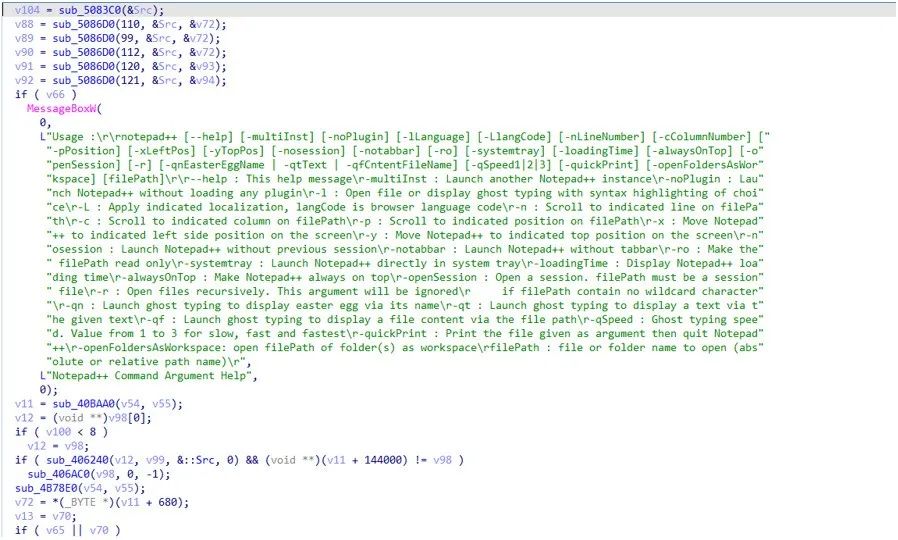 v104 = sub_5083C0(&Src);
v88 = sub_5086D0(110, &Src, &v72);
v89 = sub_5086D0(99, &Src, &v72);
v90 = sub_5086D0(112, &Src, &v72);
v91 = sub_5086D0(120, &Src, &v93);
v92 = sub_5086D0(121, &Src, &v94);
if ( v66 )
MessageBoxW(
0,
L"Usage :\r\rnotepad++ [--help] [-multiInst] [-noPlugin] [-lLanguage] [-LlangCode] [-nLineNumber] [-cColumnNumber] ["
"-pPosition] [-xLeftPos] [-yTopPos] [-nosession] [-notabbar] [-ro] [-systemtray] [-loadingTime] [-alwaysOnTop] [-o"
"penSession] [-r] [-qnEasterEggName | -qtText | -qfCntentFileName] [-qSpeed1|2|3] [-quickPrint] [-openFoldersAsWor"
"kspace] [filePath]\r\r--help : This help message\r-multiInst : Launch another Notepad++ instance\r-noPlugin : Lau"
"nch Notepad++ without loading any plugin\r-l : Open file or display ghost typing with syntax highlighting of choi"
"ce\r-L : Apply indicated localization, langCode is browser language code\r-n : Scroll to indicated line on filePa"
"th\r-c : Scroll to indicated column on filePath\r-p : Scroll to indicated position on filePath\r-x : Move Notepad"
"++ to indicated left side position on the screen\r-y : Move Notepad++ to indicated top position on the screen\r-n"
"osession : Launch Notepad++ without previous session\r-notabbar : Launch Notepad++ without tabbar\r-ro : Make the"
" filePath read only\r-systemtray : Launch Notepad++ directly in system tray\r-loadingTime : Display Notepad++ loa"
"ding time\r-alwaysOnTop : Make Notepad++ always on top\r-openSession : Open a session. filePath must be a session"
" file\r-r : Open files recursively. This argument will be ignored\r     if filePath contain no wildcard character"
"\r-qn : Launch ghost typing to display easter egg via its name\r-qt : Launch ghost typing to display a text via t"
"he given text\r-qf : Launch ghost typing to display a file content via the file path\r-qSpeed : Ghost typing spee"
"d. Value from 1 to 3 for slow, fast and fastest\r-quickPrint : Print the file given as argument then quit Notepad"
"++\r-openFoldersAsWorkspace: open filePath of folder(s) as workspace\rfilePath : file or folder name to open (abs"
"olute or relative path name)\r",
L"Notepad++ Command Argument Help",
0);
v11 = sub_40BAA0(v54, v55);
v12 = (void **)v98[0];
if ( v100 < 8 )
v12 = v98;
if ( sub_406240(v12, v99, &::Src, 0) && (void **)(v11 + 144000) != v98 )
sub_406AC0(v98, 0, -1);
sub_4B78E0(v54, v55);
v72 = *(_BYTE *)(v11 + 680);
v13 = v70;
if ( v65 || v70 )